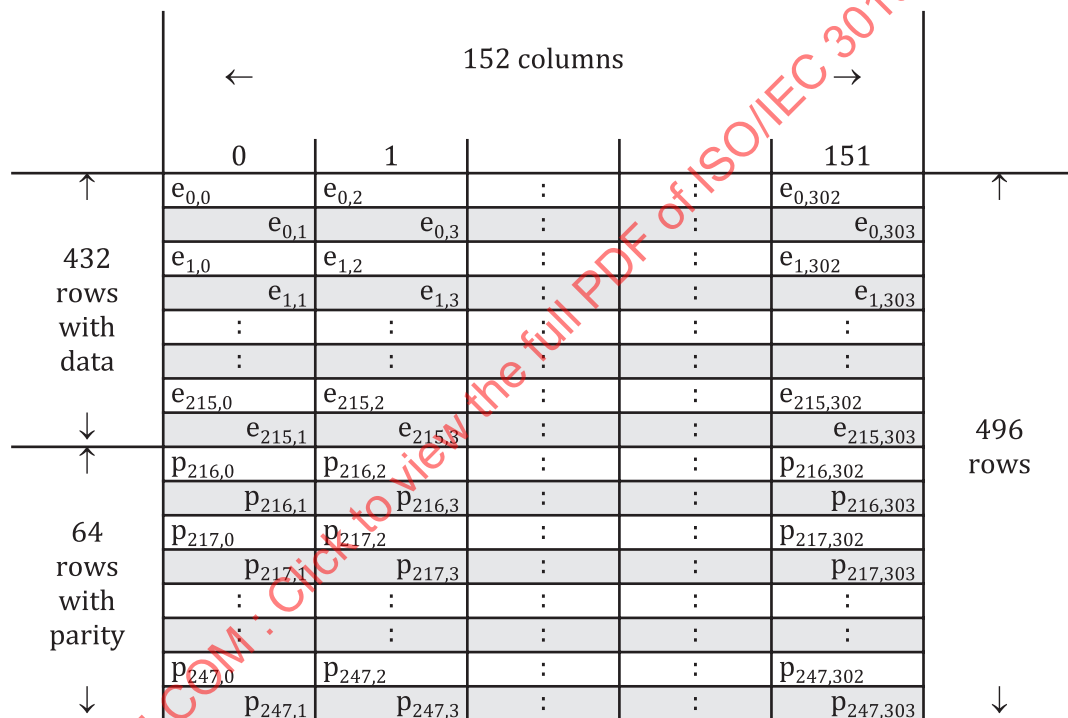 152 columns
← →
0 1 151
↑ e0,0 e0,2 : : e0,302 ↑
e0,1 e0,3 : : e0,303
432 e1,0 e1,2 : : e1,302
rows e1,1 e1,3 : : e1,303
with : : : : :
data : : : : :
e215,0 e215,2 : : e215,302
↓ e215,1 e215,3 : : e215,303 496
↑ p216,0 p216,2 : : p216,302 rows
p216,1 p216,3 : : p216,303
64 p217,0 p217,2 : : p217,302
rows p217,1 p217,3 : : p217,303
with : : : : :
parity : : : : :
p247,0 p247,2 : : p247,302
↓ p247,1 p247,3 : : p247,303 ↓
COM : Click to view the full PDF of ISO/IEC 301